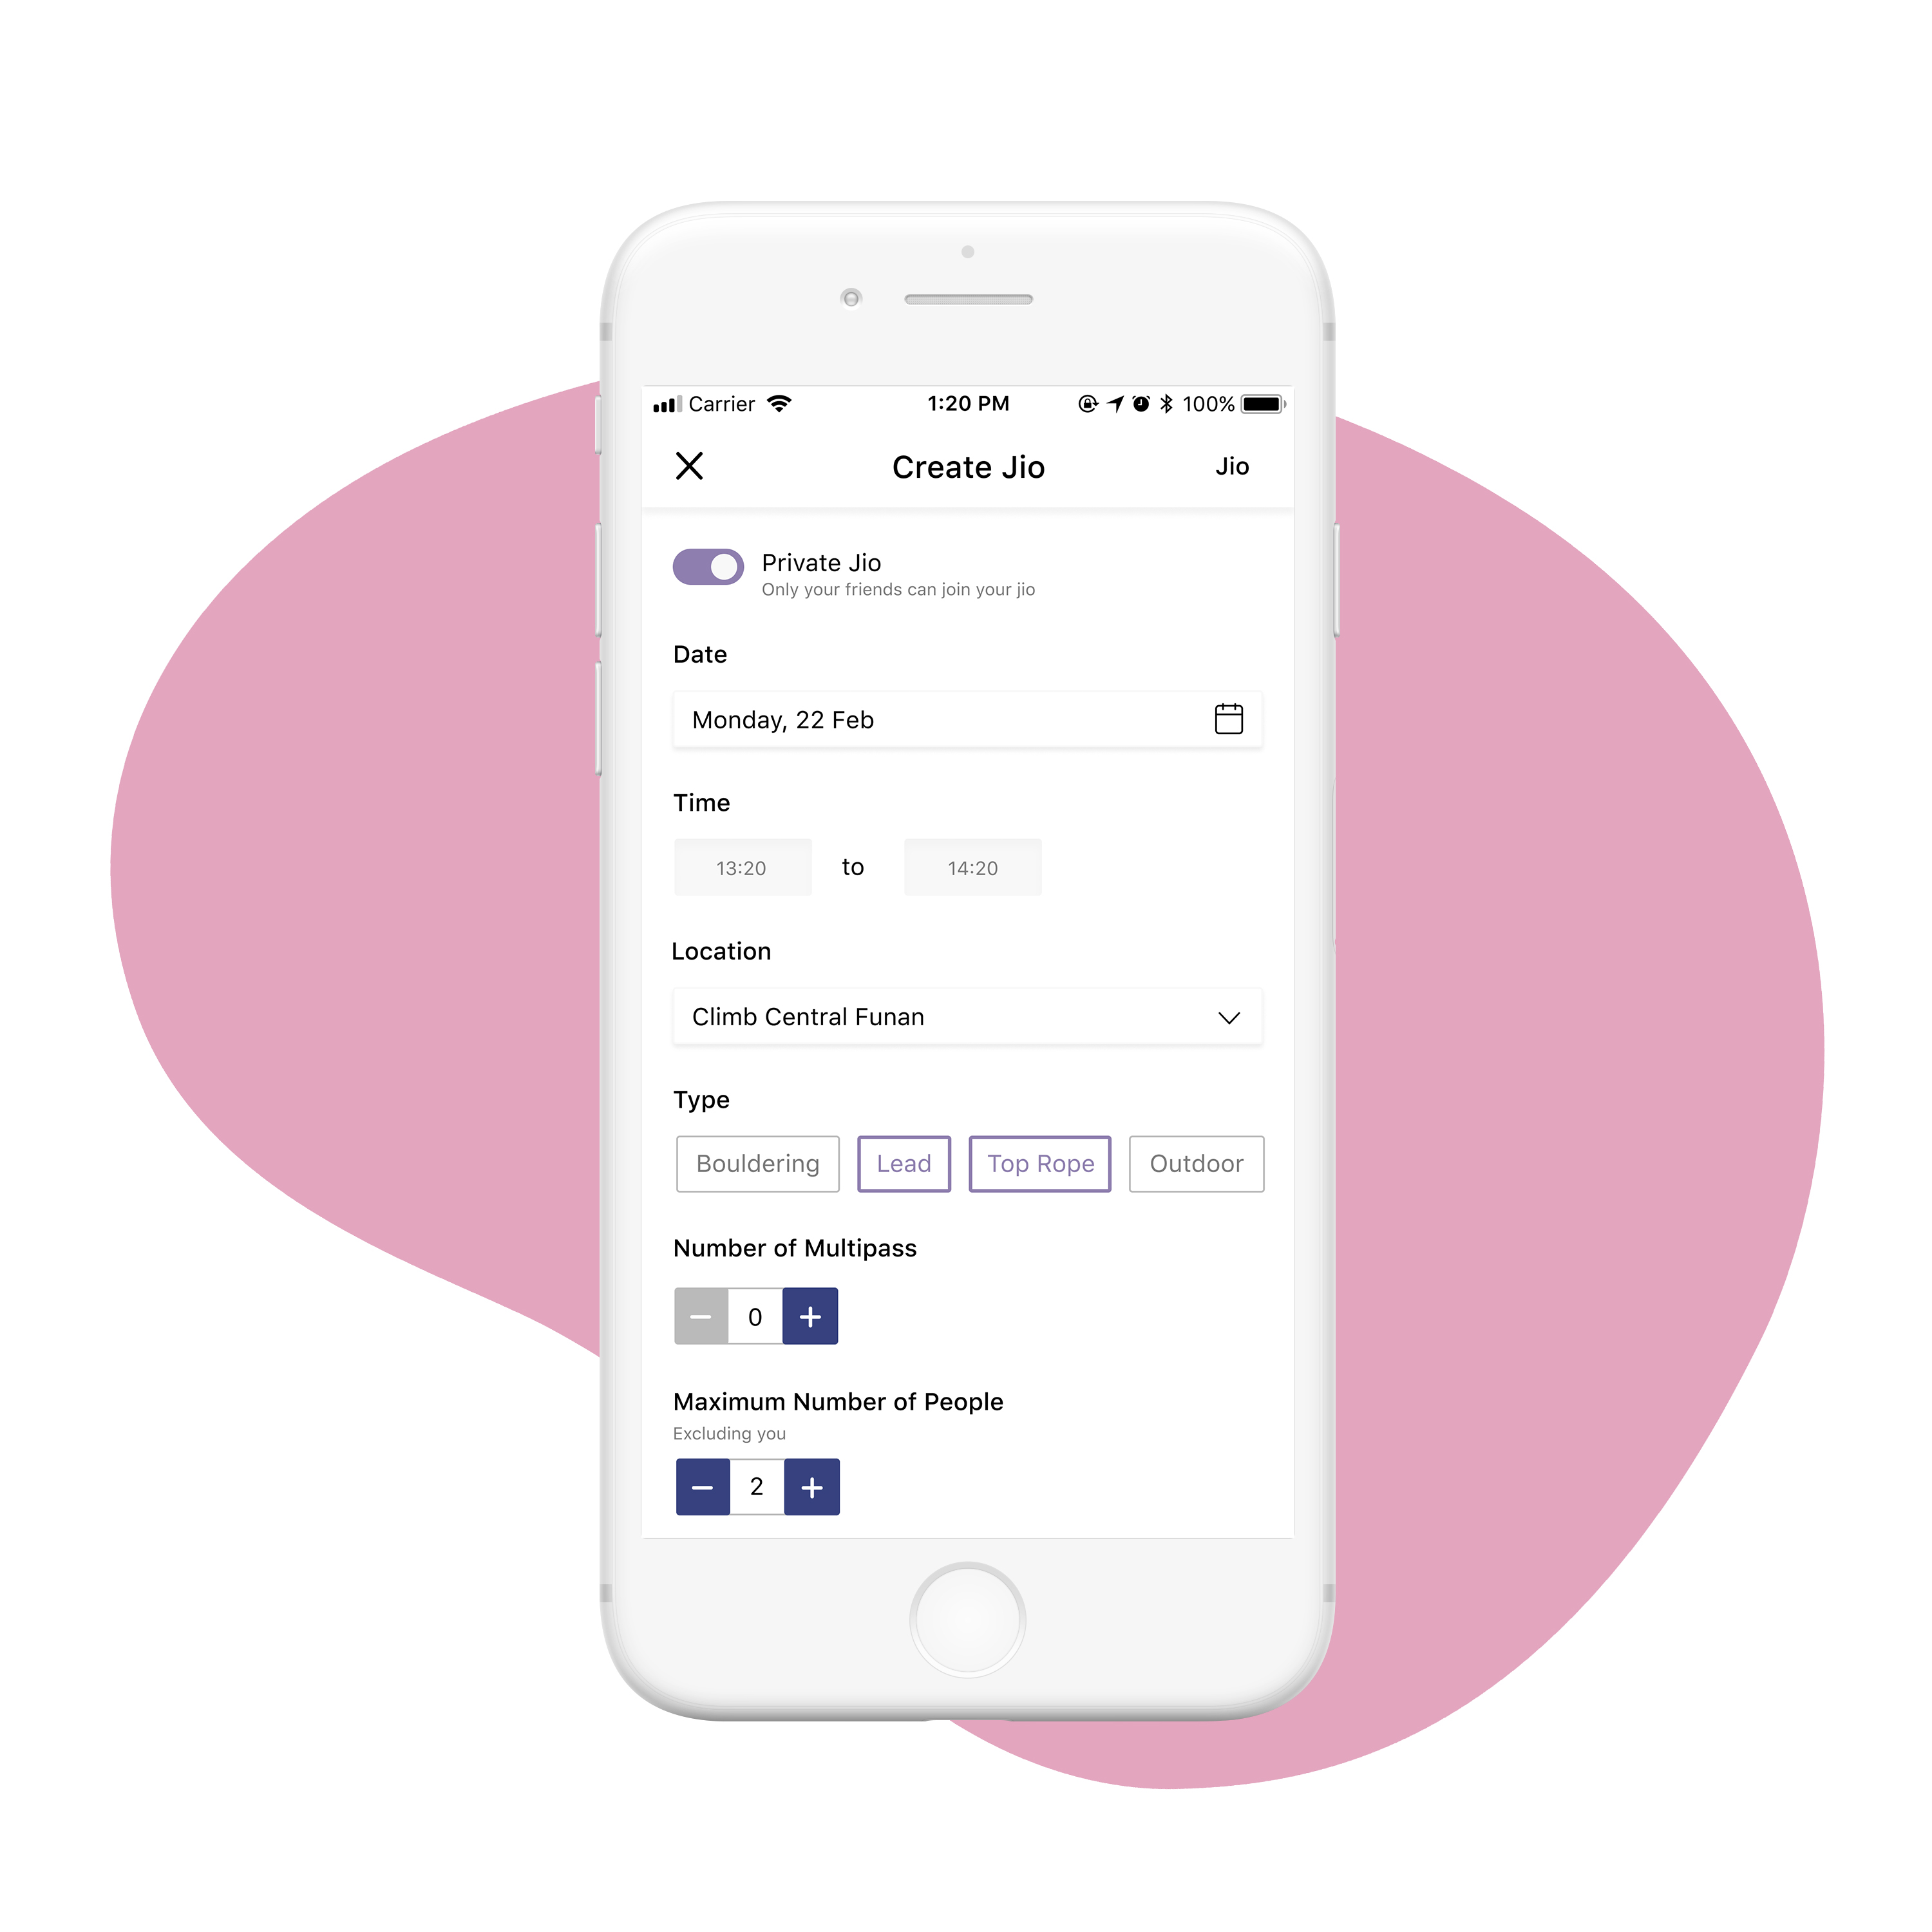 Carrier 1:20 PM 100%
Create Jio Jio
Private Jio
Only your friends can join your jio
Date
Monday, 22 Feb
Time
13:20 to 14:20
Location
Climb Central Funan
Type
Bouldering Lead Top Rope Outdoor
Number of Multipass
− 0 +
Maximum Number of People
Excluding you
− 2 +